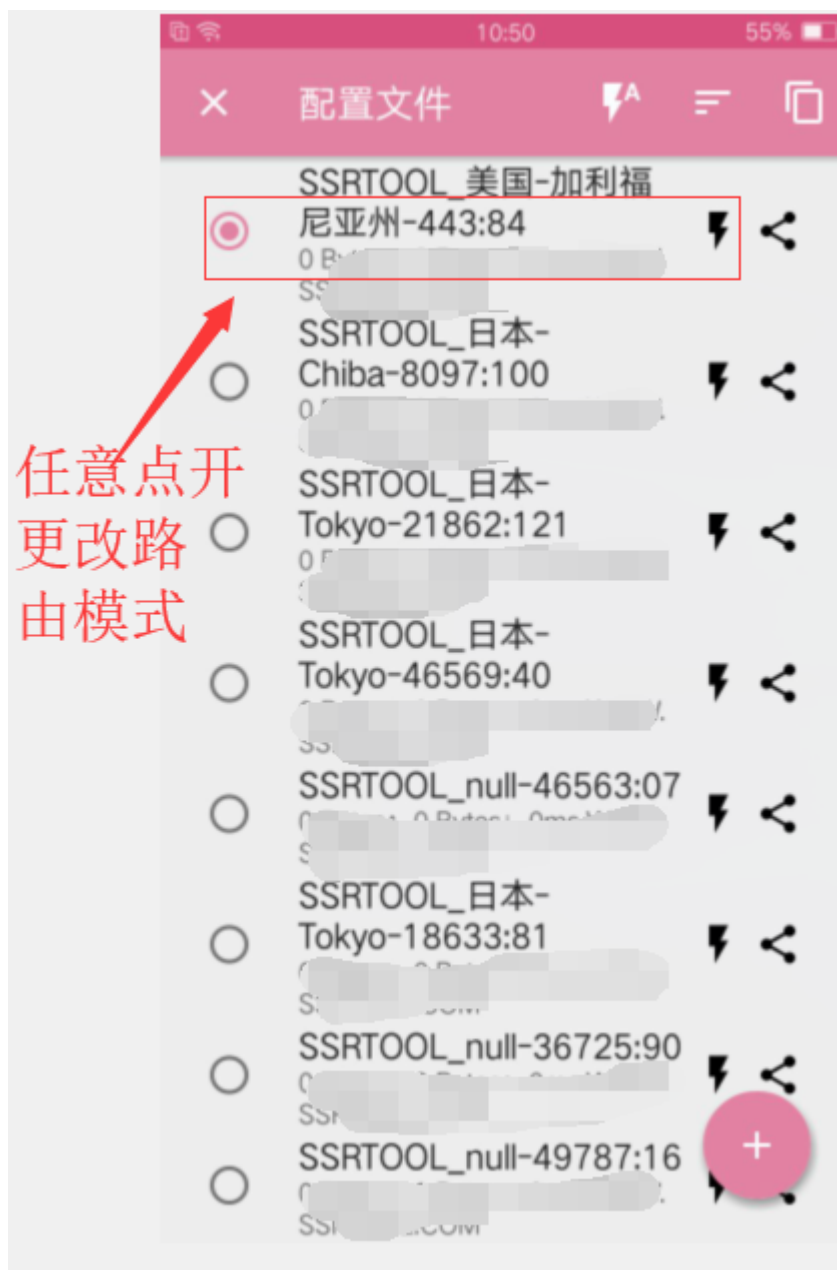 10:50
55%
配置文件
A
SSRTOOL_美国-加利福
尼亚州-443:84
0
SSRTOOL_日本-
Chiba-8097:100
0
任意点开
更改路
由模式
SSRTOOL_日本-
Tokyo-21862:121
0
SSRTOOL_日本-
Tokyo-46569:40
SSRTOOL_null-46563:07
SSRTOOL_日本-
Tokyo-18633:81
SSRTOOL_null-36725:90
SSRTOOL_null-49787:16